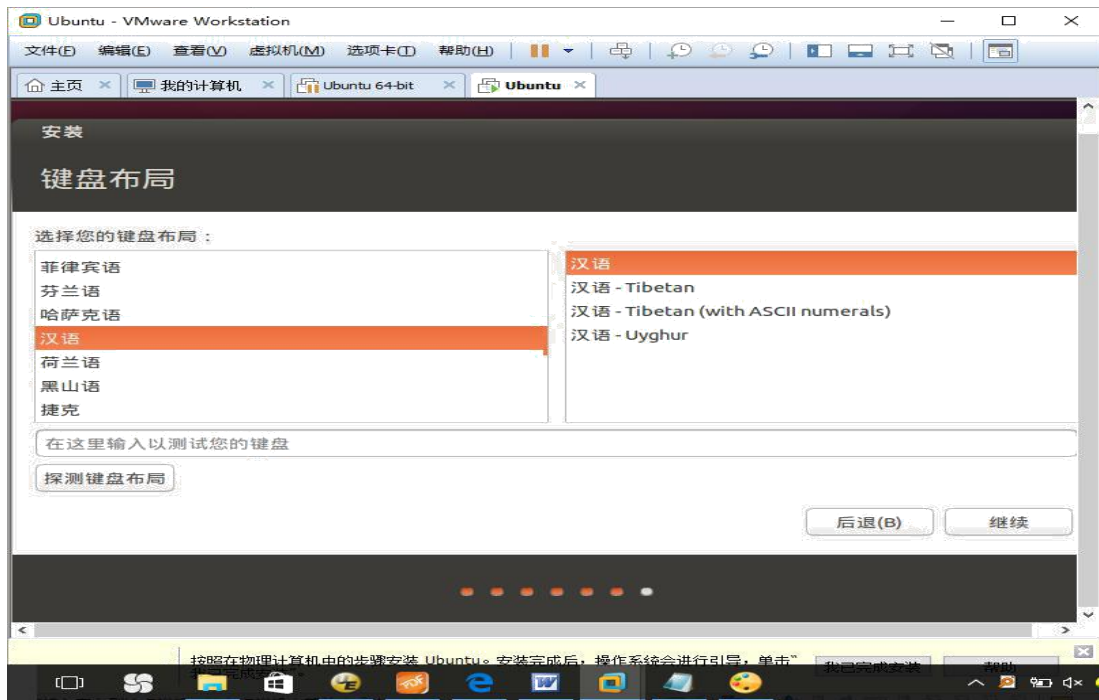 Ubuntu - VMware Workstation
文件(F) 编辑(E) 查看(V) 虚拟机(M) 选项卡(T) 帮助(H)
主页 我的计算机 Ubuntu 64-bit Ubuntu
安装
键盘布局
选择您的键盘布局：
菲律宾语
芬兰语
哈萨克语
汉语
荷兰语
黑山语
捷克
汉语
汉语 - Tibetan
汉语 - Tibetan (with ASCII numerals)
汉语 - Uyghur
在这里输入以测试您的键盘
探测键盘布局
后退(B) 继续
按照在物理计算机中的步骤安装 Ubuntu。安装完成后，操作系统会进行引导，单击“
我已完成安装”。
我已完成安装 帮助